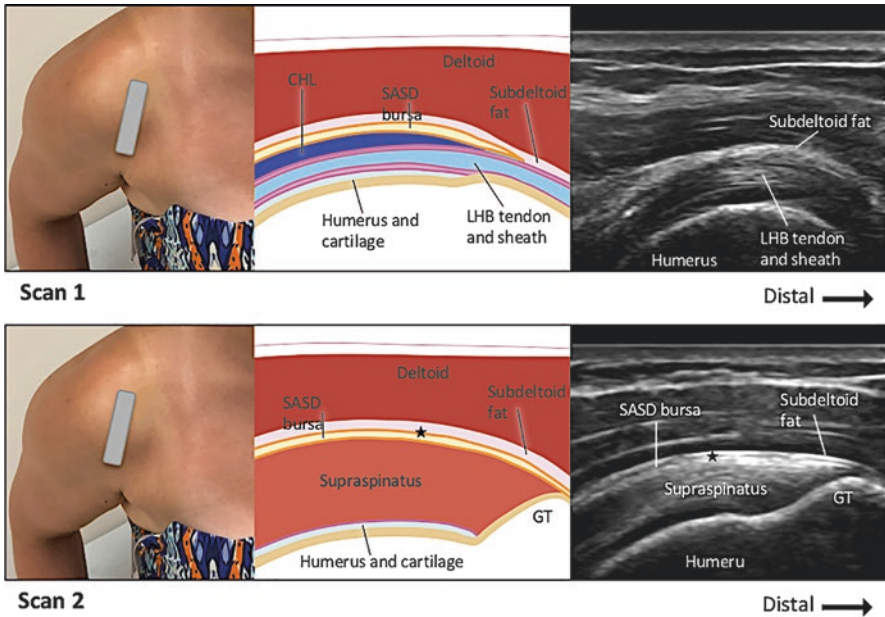 Deltoid
CHL
SASD
bursa
Subdeltoid
fat
Humerus and
cartilage
LHB tendon
and sheath
Subdeltoid fat
LHB tendon
and sheath
Humerus
Scan 1
Distal
Deltoid
SASD
bursa
Subdeltoid
fat
Supraspinatus
GT
Humerus and cartilage
SASD bursa
Subdeltoid
fat
Supraspinatus
GT
Humeru
Scan 2
Distal